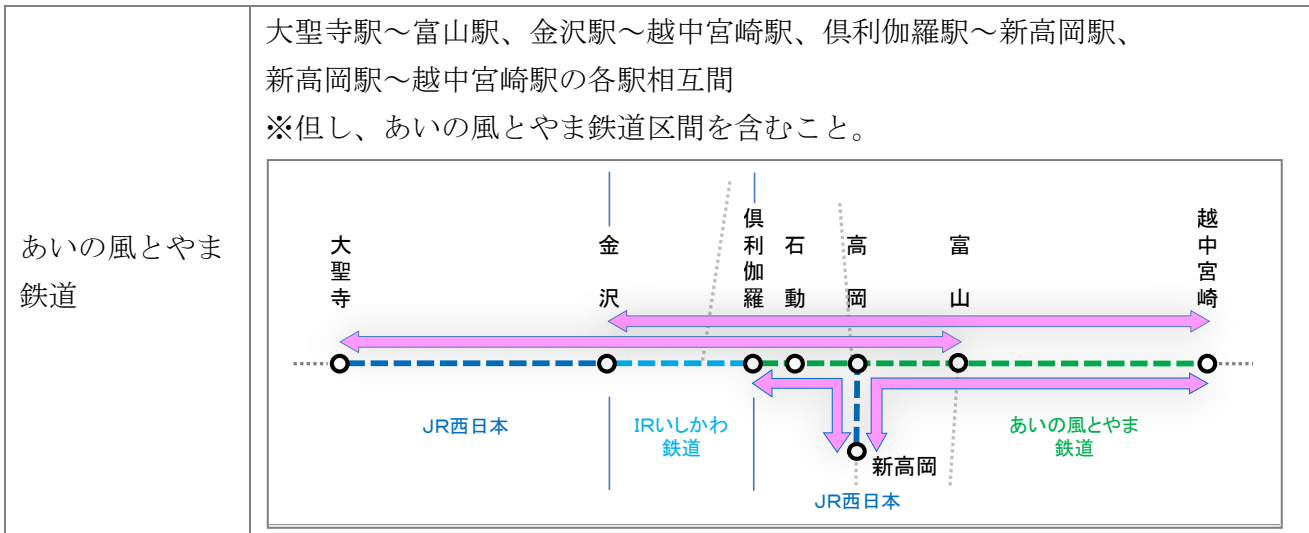 あいの風とやま
鉄道
大聖寺駅～富山駅、金沢駅～越中宮崎駅、倶利伽羅駅～新高岡駅、
新高岡駅～越中宮崎駅の各駅相互間
※但し、あいの風とやま鉄道区間を含むこと。
大聖寺
金沢
倶利伽羅
石動
高岡
富山
越中宮崎
JR西日本
IRいしかわ
鉄道
あいの風とやま
鉄道
新高岡
JR西日本